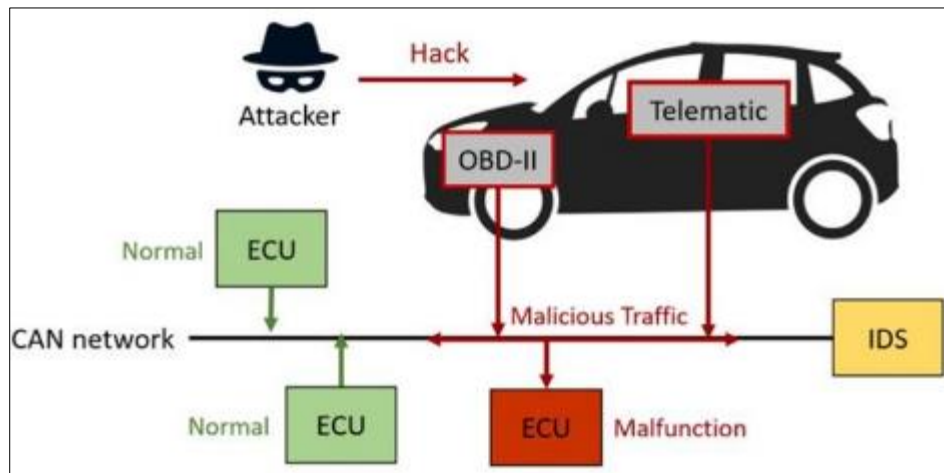 Hack
Attacker
Telematic
OBD-II
Normal
ECU
CAN network
Malicious Traffic
IDS
Normal
ECU
ECU
Malfunction